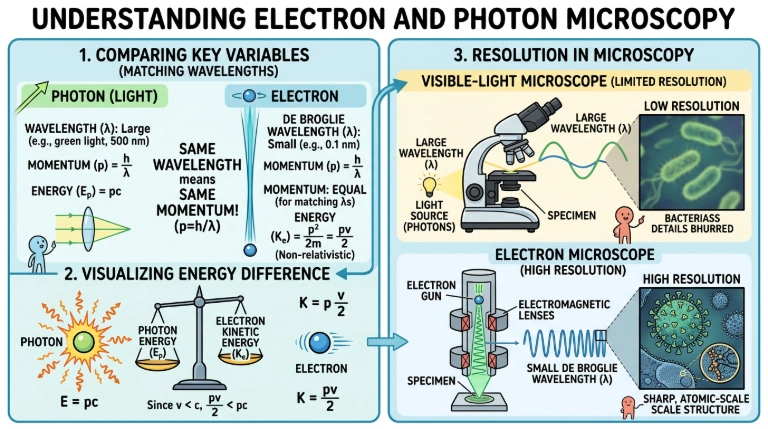 UNDERSTANDING ELECTRON AND PHOTON MICROSCOPY
1. COMPARING KEY VARIABLES
(MATCHING WAVELENGTHS)
PHOTON (LIGHT)
WAVELENGTH (λ): Large
(e.g., green light, 500 nm)
MOMENTUM (p) = h/λ
ENERGY (Eₚ) = pc
SAME
WAVELENGTH
means
SAME
MOMENTUM!
(p=h/λ)
ELECTRON
DE BROGLIE
WAVELENGTH (λ):
Small (e.g., 0.1 nm)
MOMENTUM (p) = h/λ
MOMENTUM: EQUAL
(for matching λs)
ENERGY
(Kₑ) = p²/2m = pv/2
(Non-relativistic)
2. VISUALIZING ENERGY DIFFERENCE
PHOTON
E = pc
PHOTON
ENERGY
(Eₚ)
ELECTRON
KINETIC
ENERGY
(Kₑ)
Since v < c, pv/2 < pc
K = p v/2
ELECTRON
K = pv/2
3. RESOLUTION IN MICROSCOPY
VISIBLE-LIGHT MICROSCOPE (LIMITED RESOLUTION)
LARGE
WAVELENGTH
(λ)
LIGHT
SOURCE
(PHOTONS)
LARGE
WAVELENGTH (λ)
SPECIMEN
LOW RESOLUTION
BACTERIASS
DETAILS BHURRED
ELECTRON MICROSCOPE
(HIGH RESOLUTION)
ELECTRON
GUN
ELECTROMAGNETIC
LENSES
SPECIMEN
SMALL DE BROGLIE
WAVELENGTH (λ)
HIGH RESOLUTION
SHARP, ATOMIC-SCALE
SCALE STRUCTURE